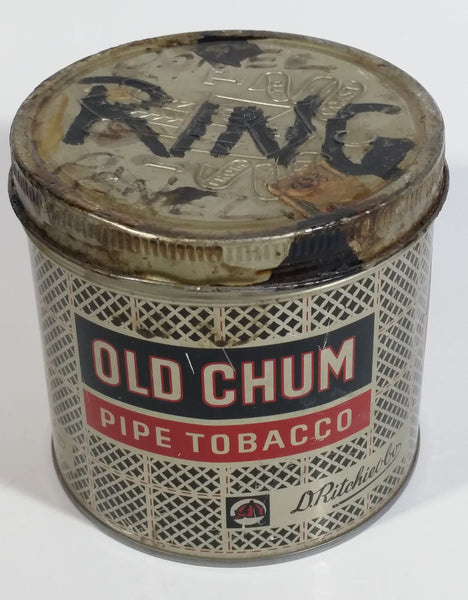 RING
OLD CHUM
PIPE TOBACCO
D. Ritchie & Co